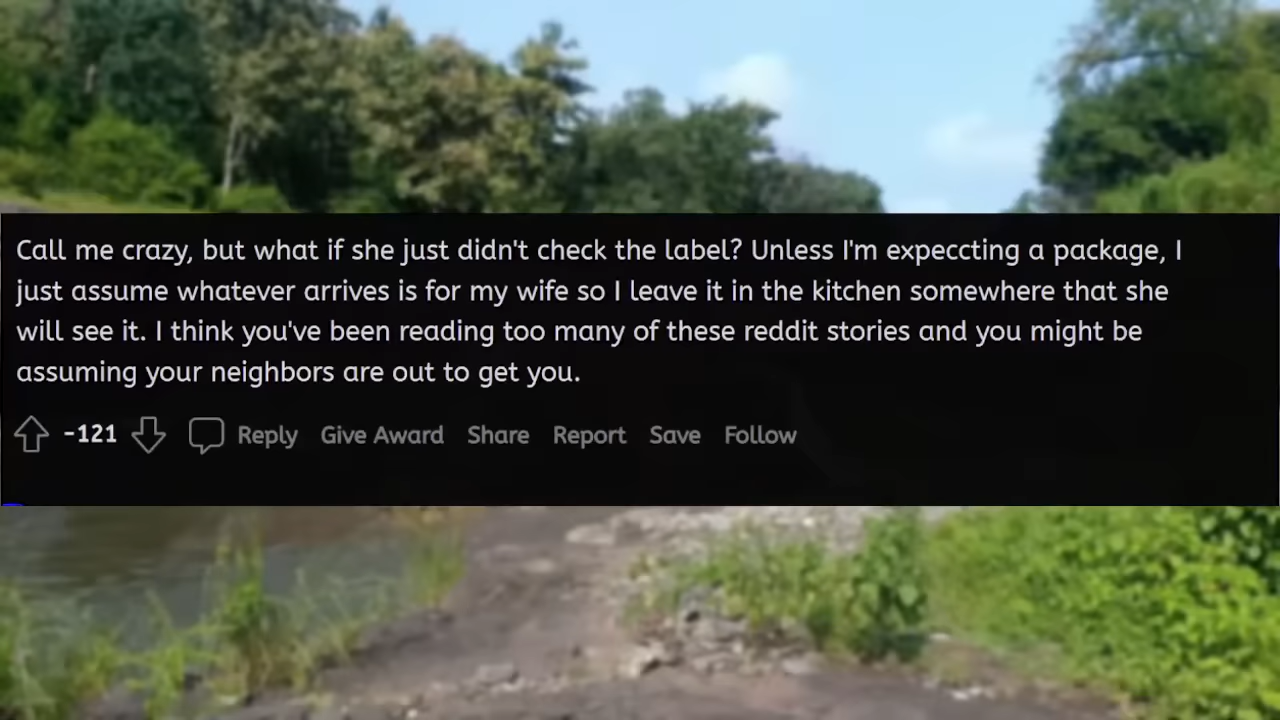 Call me crazy, but what if she just didn't check the label? Unless I'm expeccting a package, I
just assume whatever arrives is for my wife so I leave it in the kitchen somewhere that she
will see it. I think you've been reading too many of these reddit stories and you might be
assuming your neighbors are out to get you.
-121 Reply Give Award Share Report Save Follow